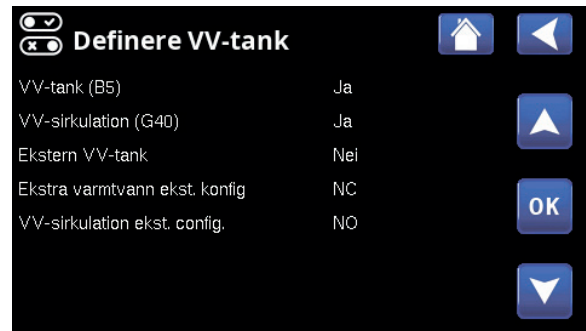 Definere VV-tank
VV-tank (B5) Ja
VV-sirkulation (G40) Ja
Ekstern VV-tank Nei
Ekstra varmtvann ekst. konfig NC
VV-sirkulation ekst. config. NO
OK